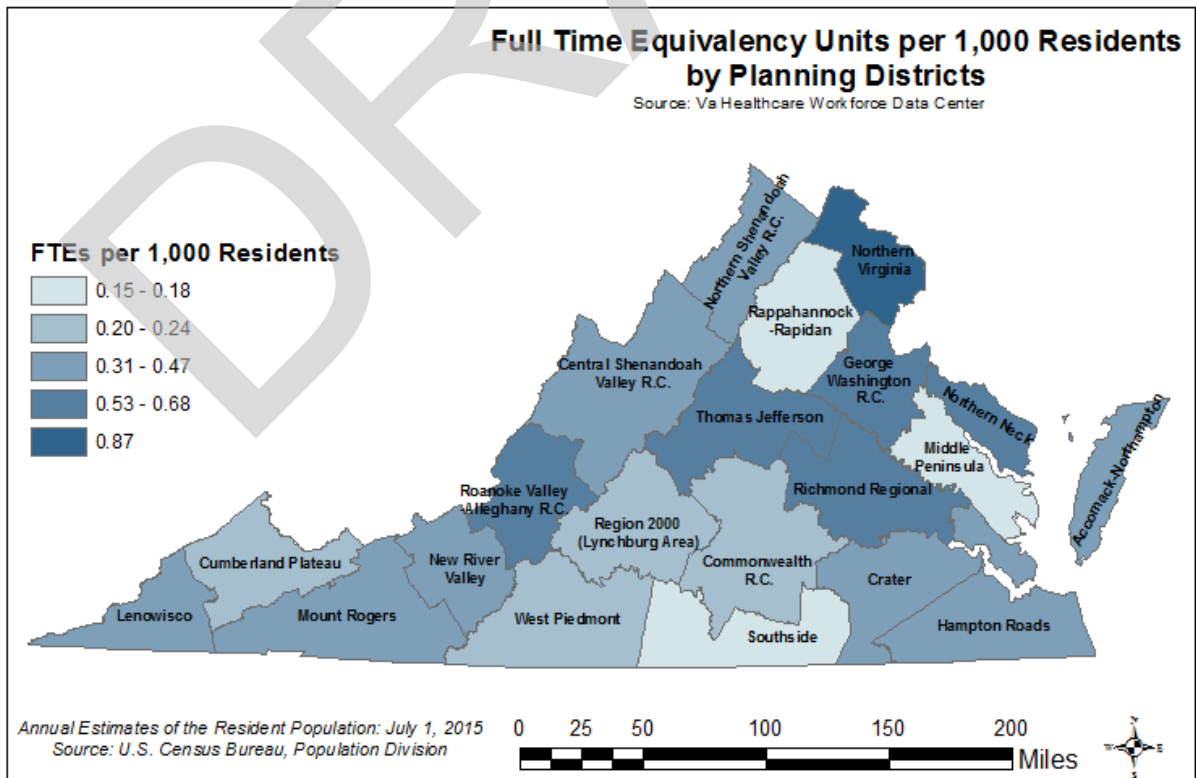 Full Time Equivalency Units per 1,000 Residents
by Planning Districts
Source: Va Healthcare Workforce Data Center
FTEs per 1,000 Residents
0.15 - 0.18
0.20 - 0.24
0.31 - 0.47
0.53 - 0.68
0.87
Northern Shenandoah
Valley R.C.
Northern
Virginia
Rappahannock
-Rapidan
Central Shenandoah
Valley R.C.
George
Washington
R.C.
Northern Neck
Thomas Jefferson
Middle
Peninsula
Accomack-Northampton
Roanoke Valley
-Alleghany R.C.
Richmond Regional
Region 2000
(Lynchburg Area)
Cumberland Plateau
New River
Valley
Commonwealth
R.C.
Crater
Lenowisco
Mount Rogers
West Piedmont
Southside
Hampton Roads
Annual Estimates of the Resident Population: July 1, 2015
Source: U.S. Census Bureau, Population Division
0 25 50 100 150 200
Miles
N
W E
S
DRA